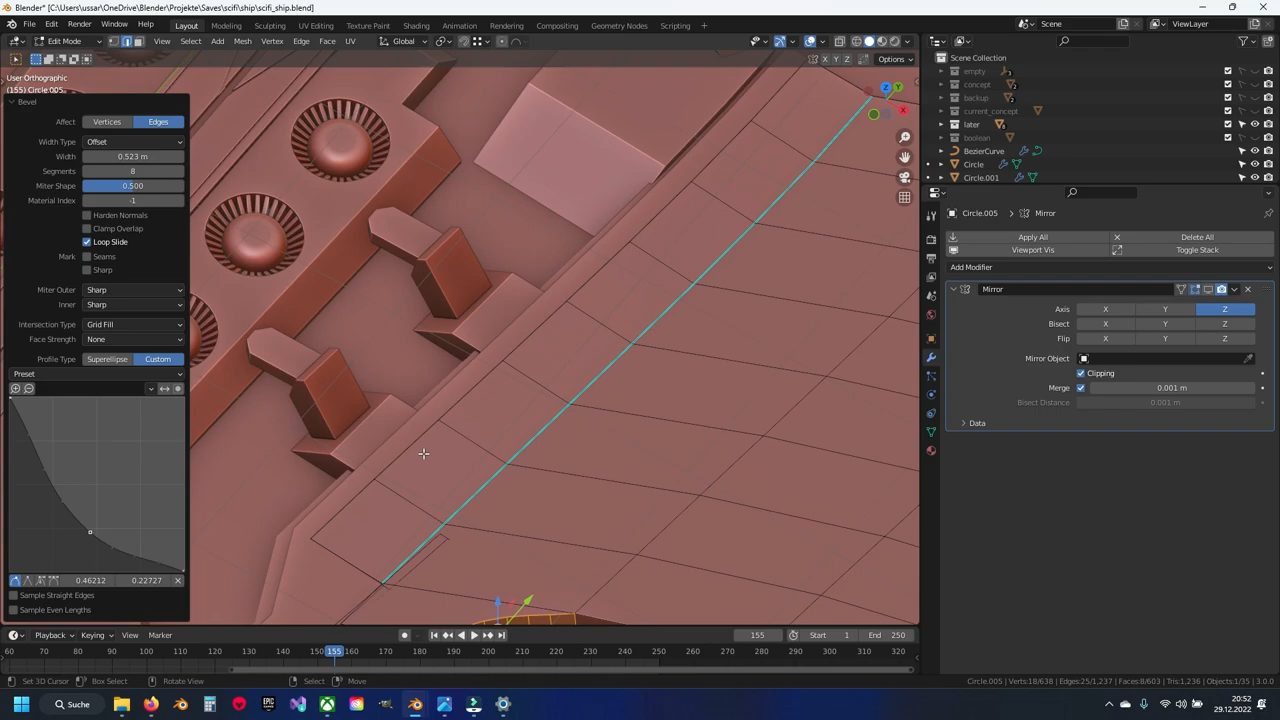 Blender* [C:\Users\ussar\OneDrive\Blender\Projekte\Saves\scifi\ship\scifi_ship.blend]
File Edit Render Window Help Layout Modeling Sculpting UV Editing Texture Paint Shading Animation Rendering Compositing Geometry Nodes Scripting Scene ViewLayer
Edit Mode View Select Add Mesh Vertex Edge Face UV Global
X Y Z Options
User Orthographic
(155) Circle.005
Bevel
Affect Vertices Edges
Width Type Offset
Width 0.523 m
Segments 8
Miter Shape 0.500
Material Index -1
Harden Normals
Clamp Overlap
Loop Slide
Mark Seams
Sharp
Miter Outer Sharp
Inner Sharp
Intersection Type Grid Fill
Face Strength None
Profile Type Superellipse Custom
Preset
0.46212 0.22727
Sample Straight Edges
Sample Even Lengths
Z Y X
Scene Collection
empty 3
concept 2
backup 2
current_concept
later
boolean
BezierCurve
Circle
Circle.001
Circle.005 Mirror
Apply All Delete All
Viewport Vis Toggle Stack
Add Modifier
Mirror
Axis X Y Z
Bisect X Y Z
Flip X Y Z
Mirror Object
Clipping
Merge 0.001 m
Bisect Distance 0.001 m
Data
Playback Keying View Marker 155 Start 1 End 250
60 70 80 90 100 110 120 130 140 150 155 160 170 180 190 200 210 220 230 240 250 260 270 280 290 300 310 320
Set 3D Cursor Box Select Rotate View Select Move Circle.005 | Verts:18/638 | Edges:25/1,237 | Faces:8/603 | Tris:1,236 | Objects:1/35 | 3.0.0
Suche EPIC GAMES 20:52
29.12.2022